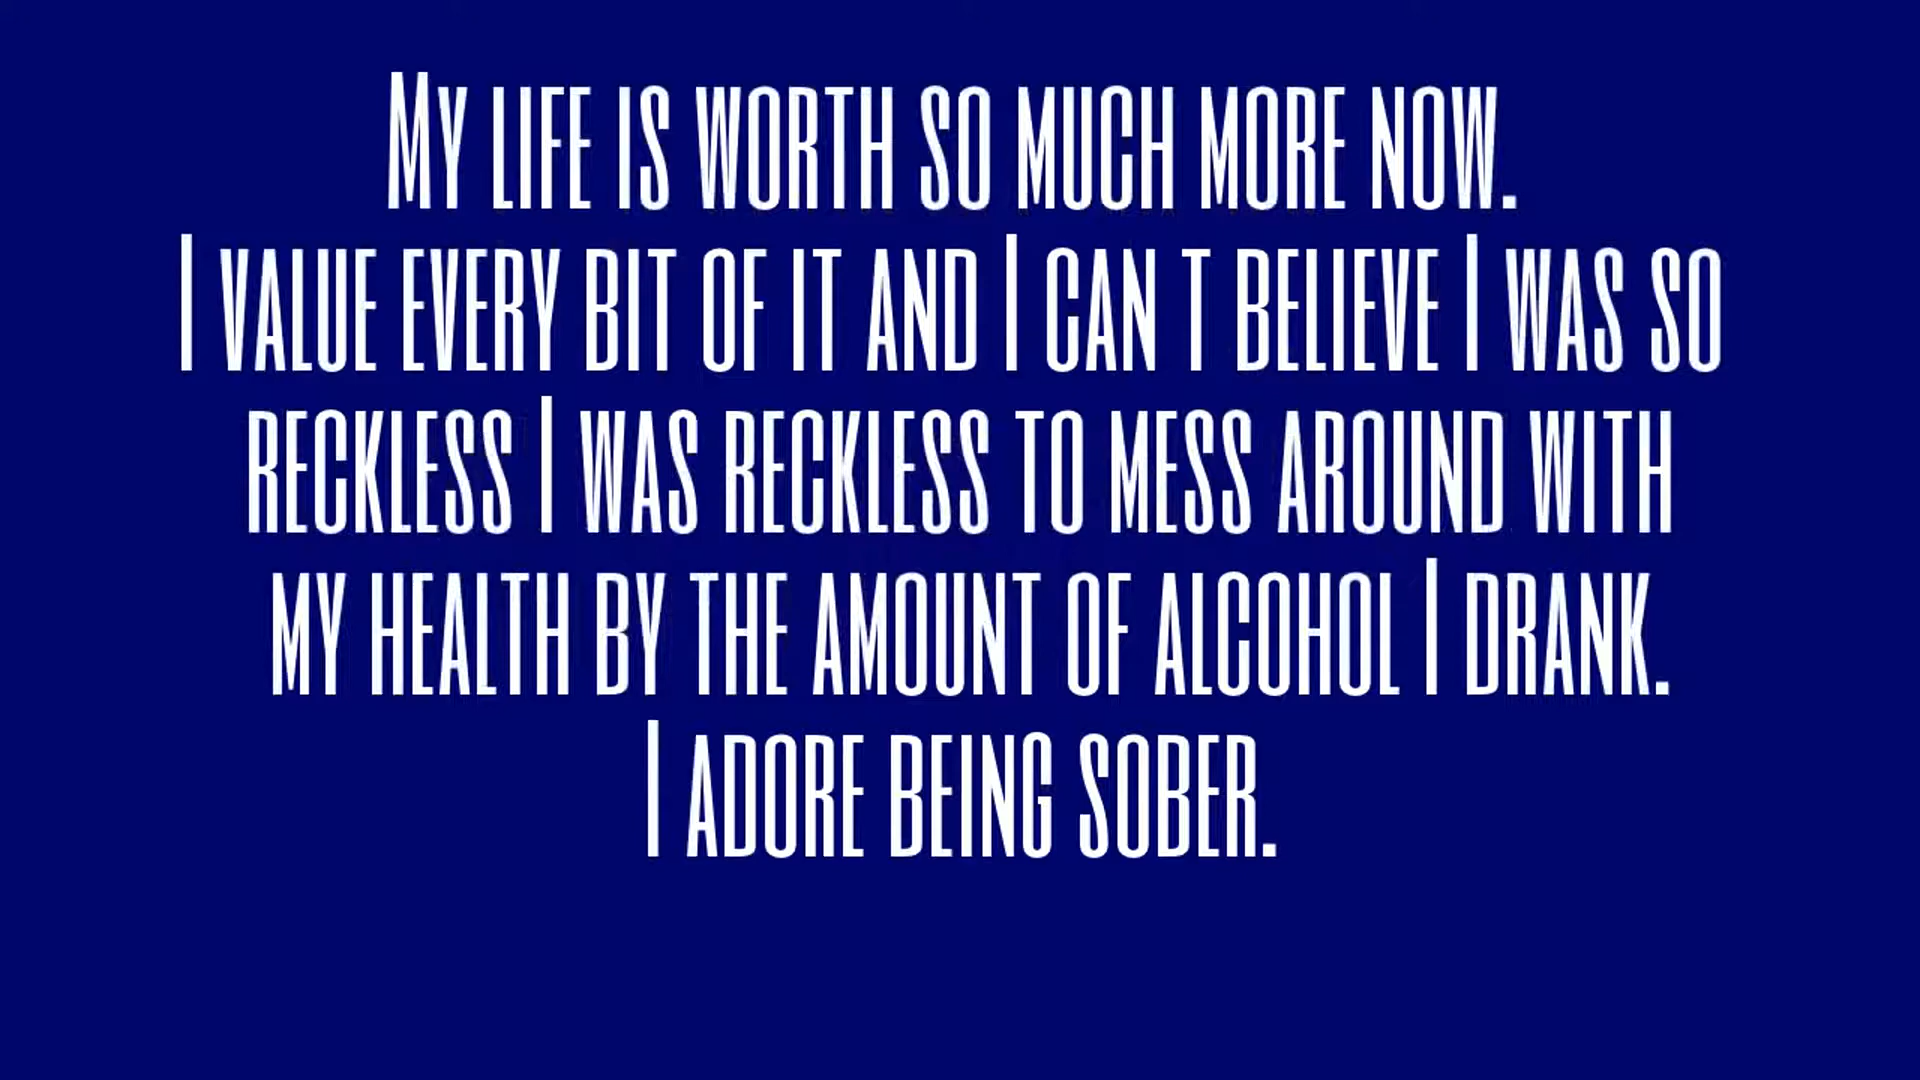 My life is worth so much more now.
I value every bit of it and I can t believe I was so
reckless I was reckless to mess around with
my health by the amount of alcohol I drank.
I adore being sober.